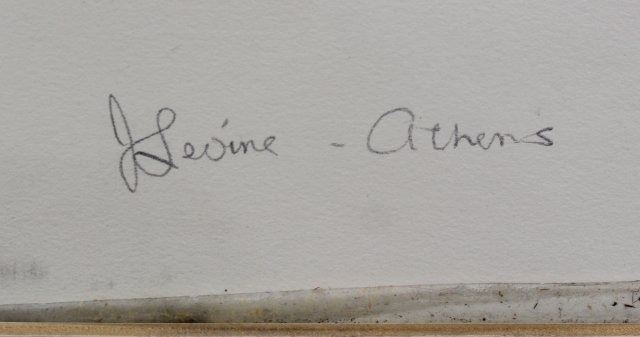 J Levine - Athens